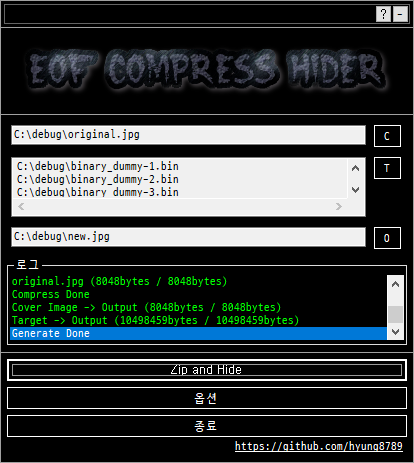 ? -
EOF COMPRESS HIDER
C:\debug\original.jpg
C
C:\debug\binary_dummy-1.bin
T
C:\debug\binary_dummy-2.bin
C:\debug\binary_dummy-3.bin
C:\debug\new.jpg
O
로그
original.jpg (8048bytes / 8048bytes)
Compress Done
Cover Image -> Output (8048bytes / 8048bytes)
Target -> Output (10498459bytes / 10498459bytes)
Generate Done
Zip and Hide
옵션
종료
https://github.com/hyung8789